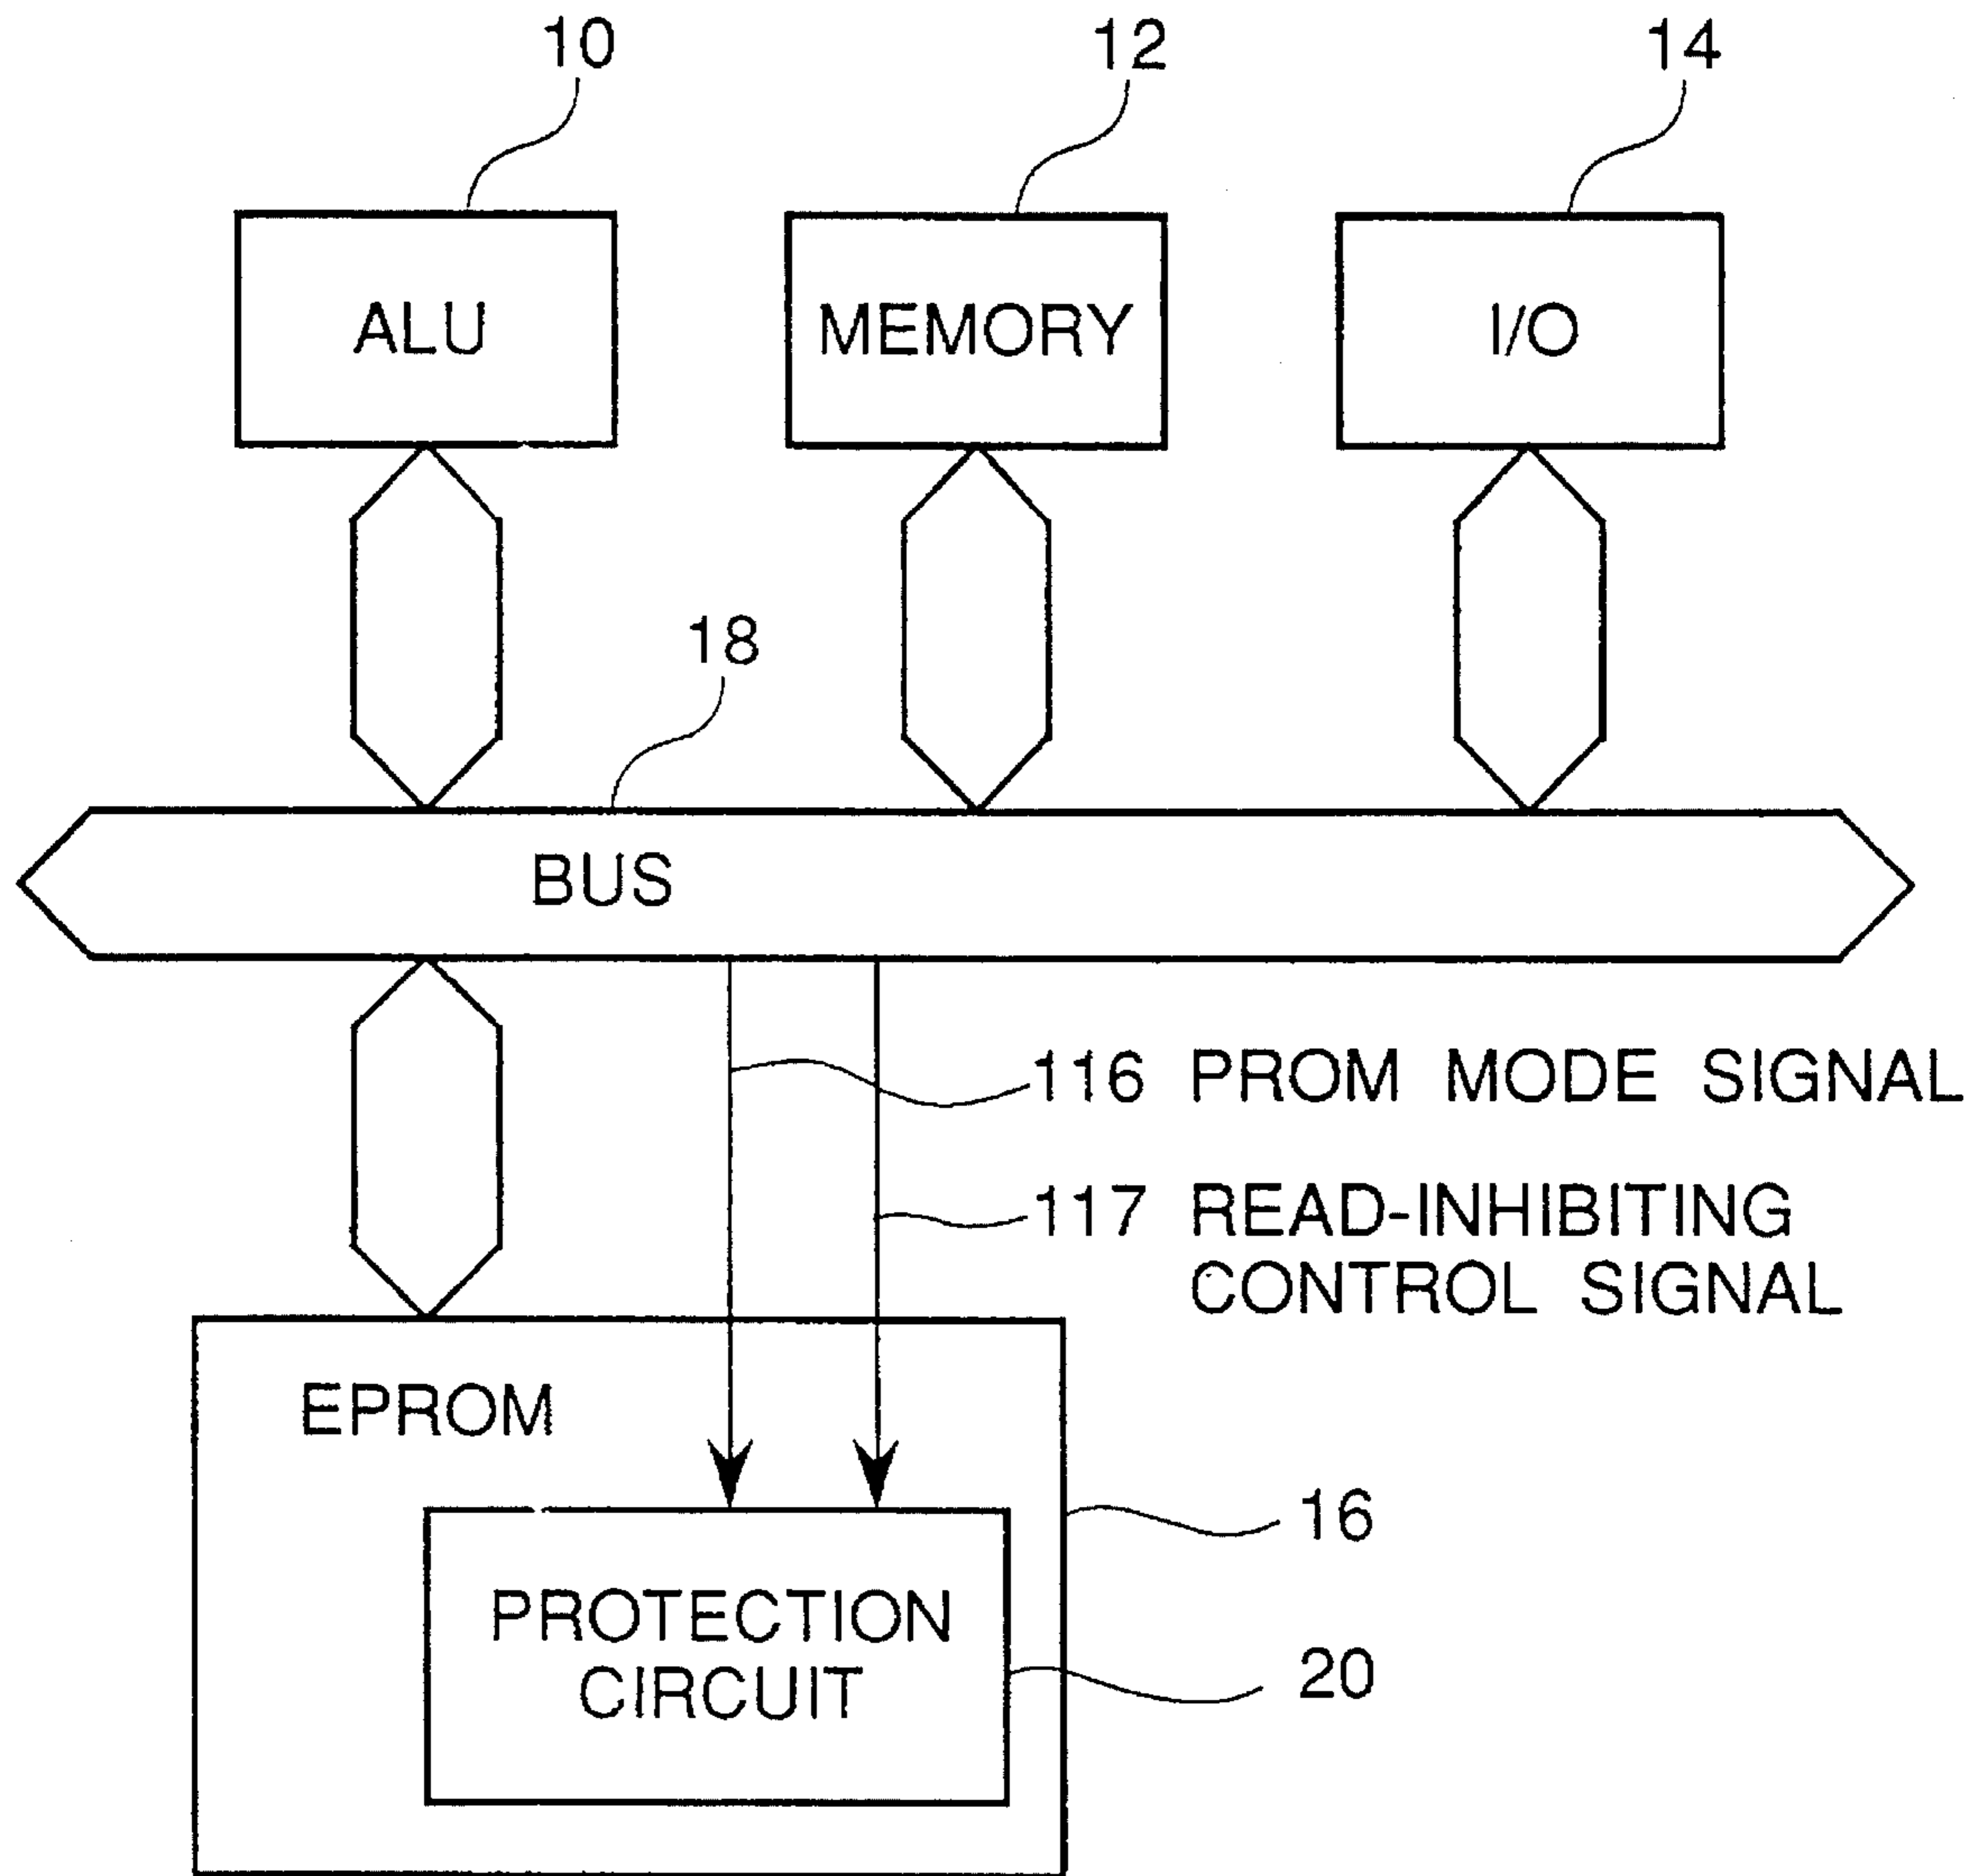 10
12
14
ALU
MEMORY
I/O
18
BUS
116 PROM MODE SIGNAL
117 READ-INHIBITING
CONTROL SIGNAL
EPROM
16
PROTECTION
CIRCUIT
20